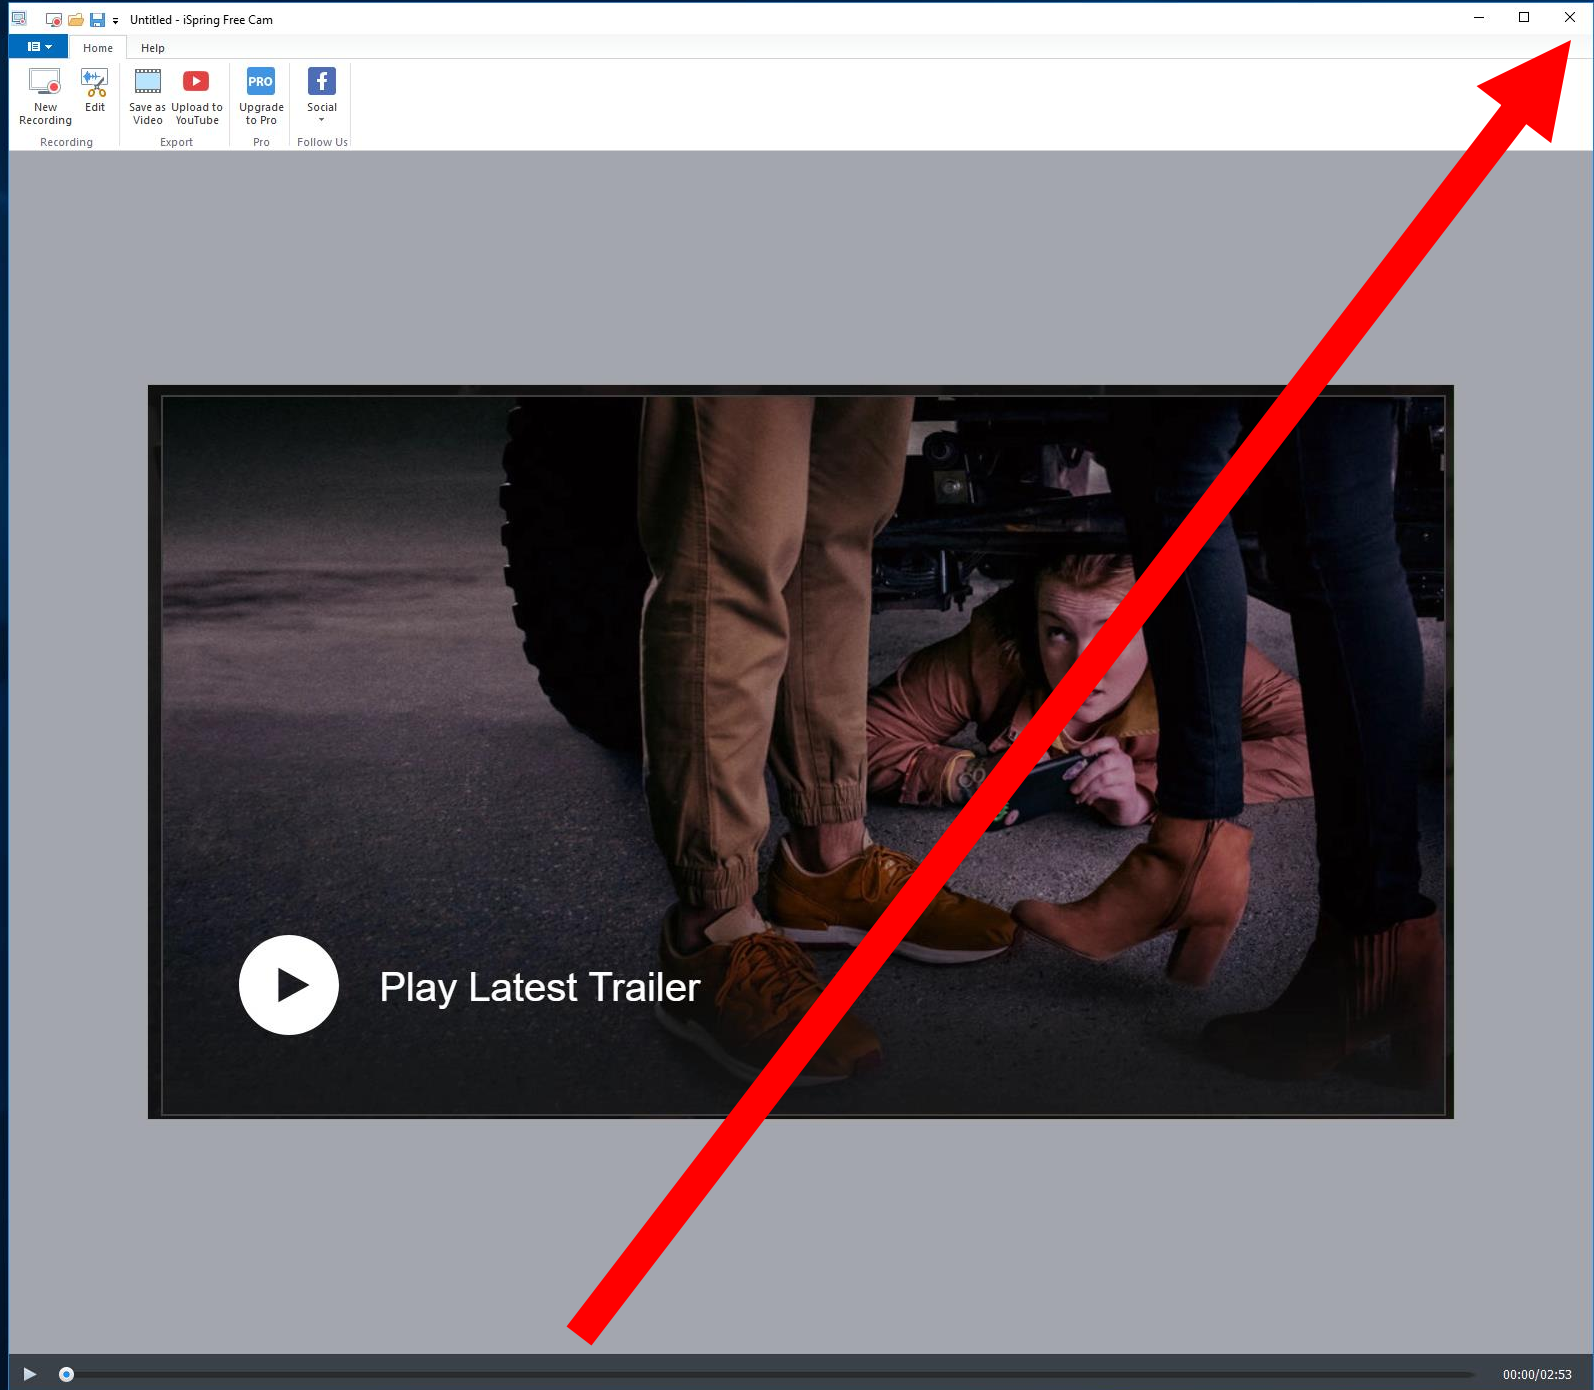 Untitled - iSpring Free Cam
Home Help
New Recording
Edit
Save as Video
Upload to YouTube
PRO
Upgrade to Pro
Social
Recording
Export
Pro
Follow Us
Play Latest Trailer
00:00/02:53